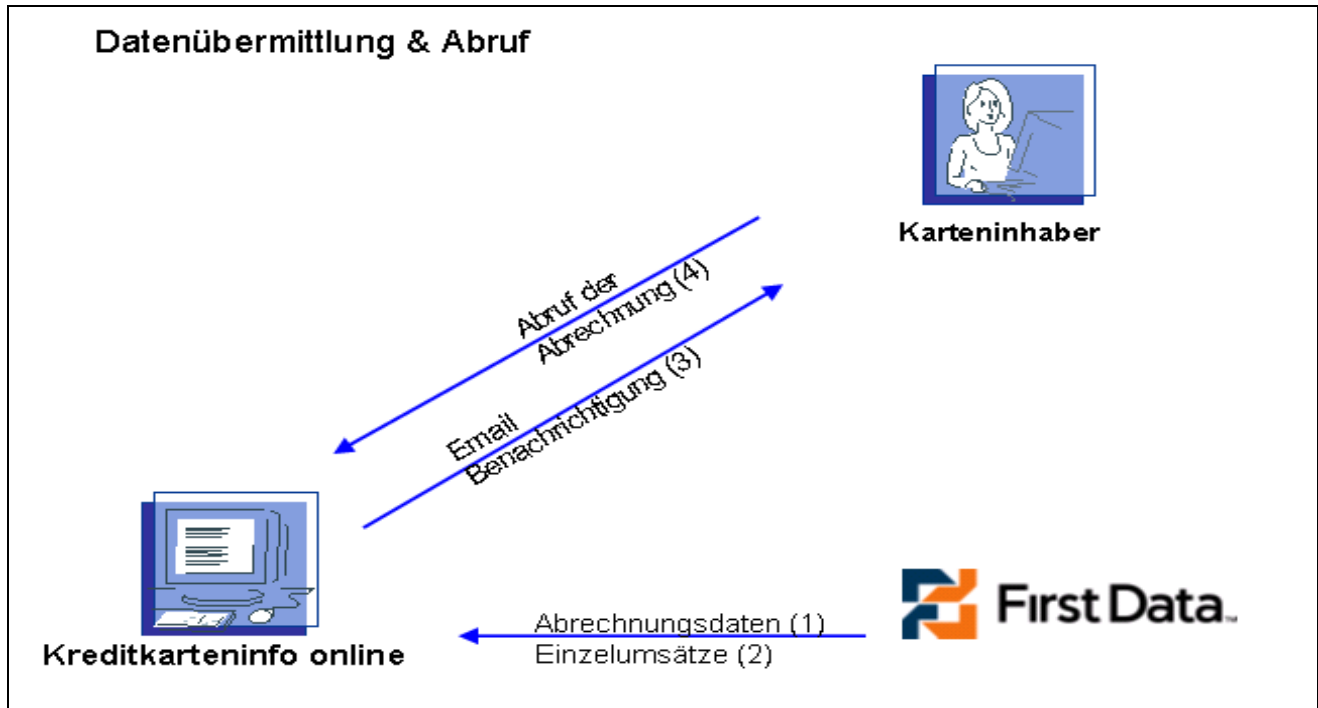 Datenübermittlung & Abruf
Karteninhaber
Abruf der
Abrechnung (4)
Email
Benachrichtigung (3)
First Data
Abrechnungsdaten (1)
Einzelumsätze (2)
Kreditkarteninfo online